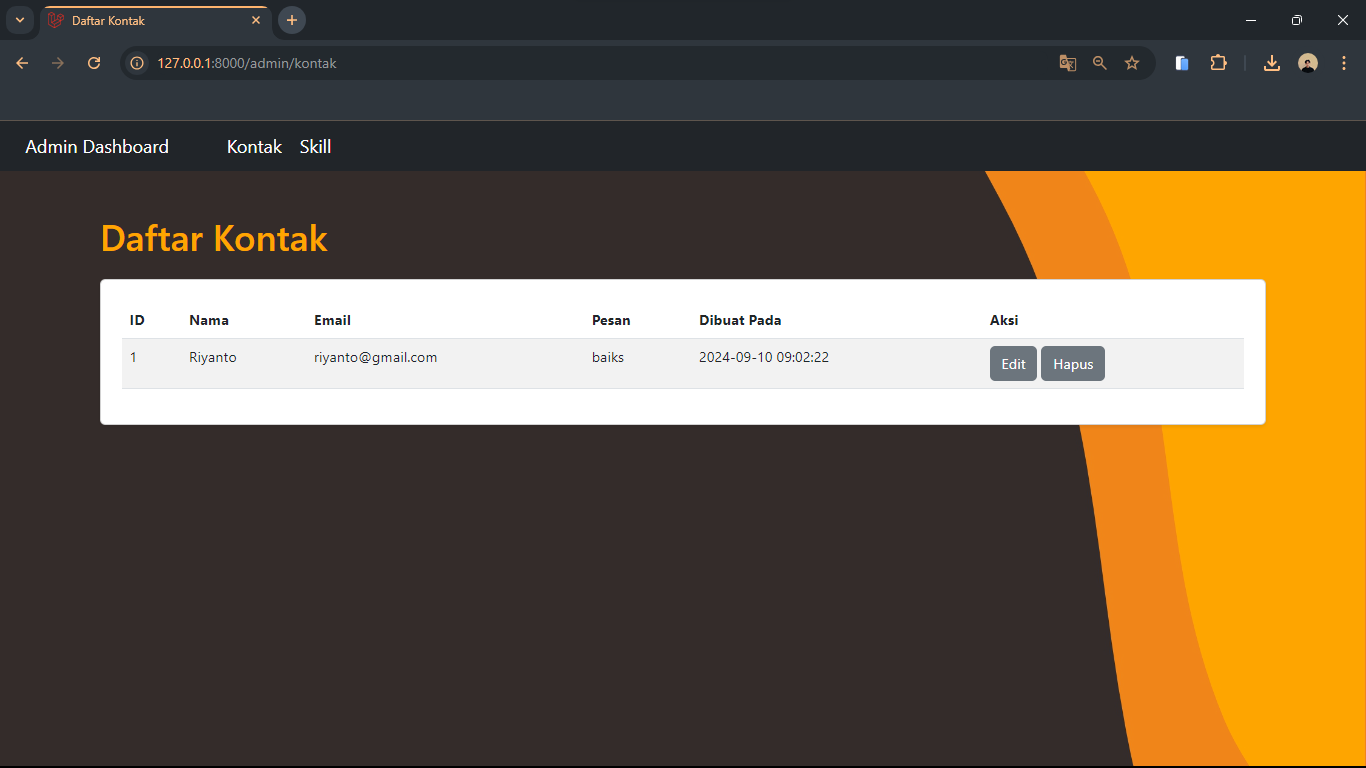 Daftar Kontak
127.0.0.1:8000/admin/kontak
Admin Dashboard Kontak Skill
Daftar Kontak
ID Nama Email Pesan Dibuat Pada Aksi
1 Riyanto riyanto@gmail.com baiks 2024-09-10 09:02:22 Edit Hapus